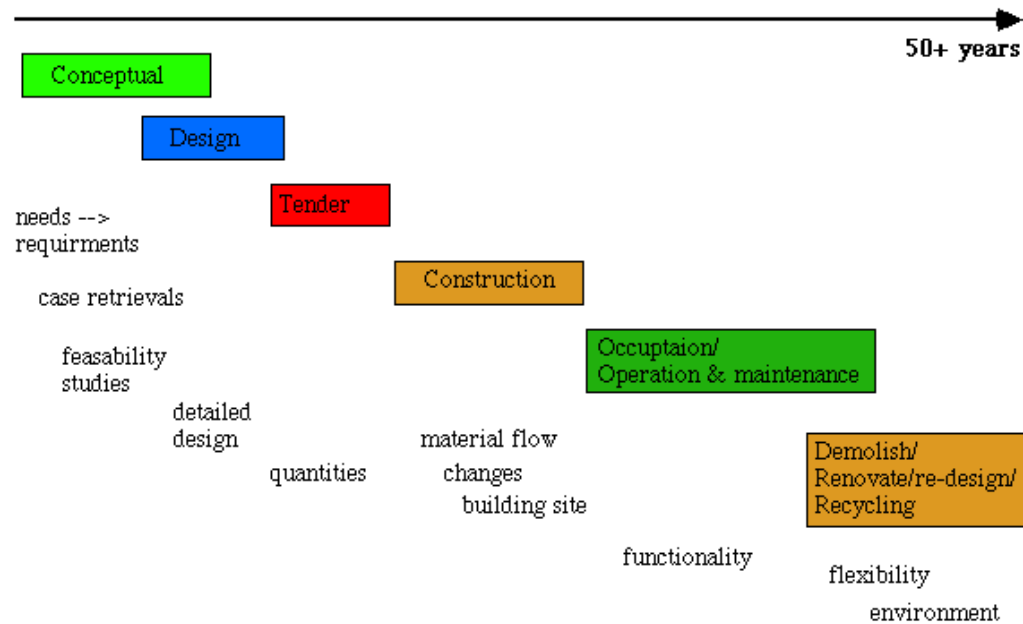 50+ years
Conceptual
Design
Tender
needs -->
requirments
Construction
case retrievals
Occuptaion/
Operation & maintenance
feasability
studies
detailed
design
material flow
quantities
changes
building site
Demolish/
Renovate/re-design/
Recycling
functionality
flexibility
environment